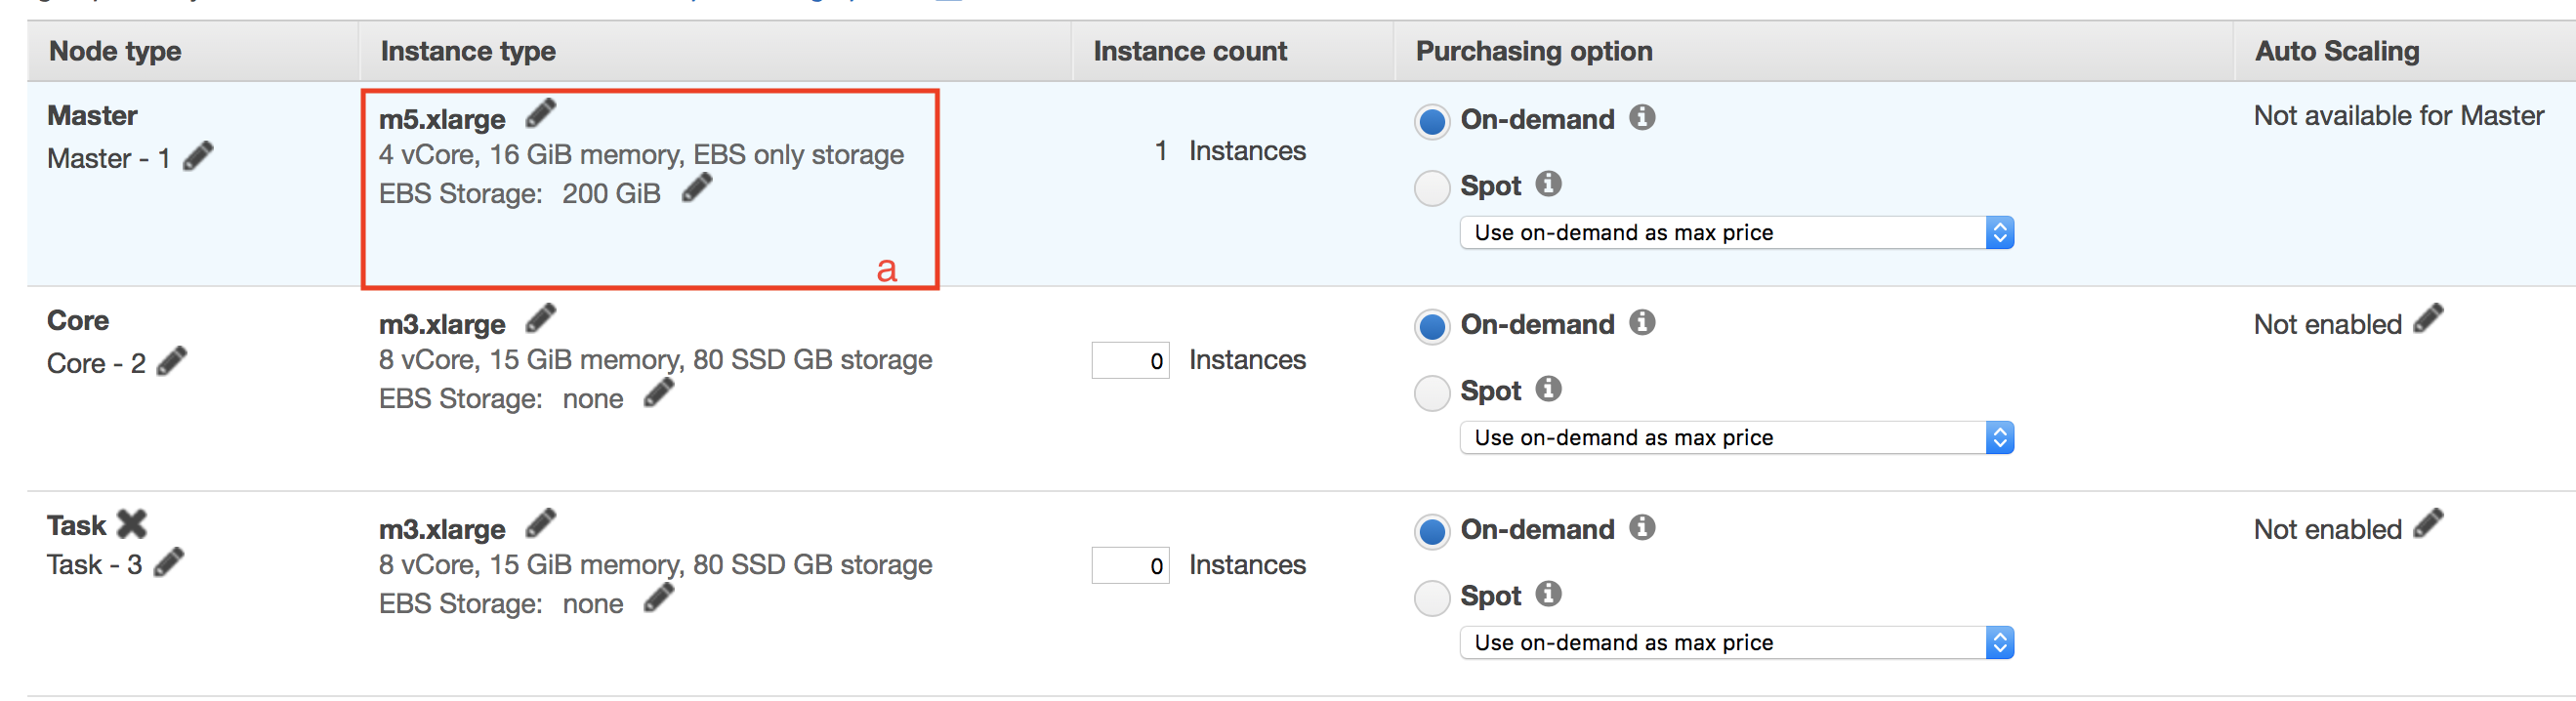 Node type Instance type Instance count Purchasing option Auto Scaling
Master
Master - 1
m5.xlarge
4 vCore, 16 GiB memory, EBS only storage
EBS Storage: 200 GiB
a
1 Instances
On-demand
Spot
Use on-demand as max price
Not available for Master
Core
Core - 2
m3.xlarge
8 vCore, 15 GiB memory, 80 SSD GB storage
EBS Storage: none
0 Instances
On-demand
Spot
Use on-demand as max price
Not enabled
Task
Task - 3
m3.xlarge
8 vCore, 15 GiB memory, 80 SSD GB storage
EBS Storage: none
0 Instances
On-demand
Spot
Use on-demand as max price
Not enabled